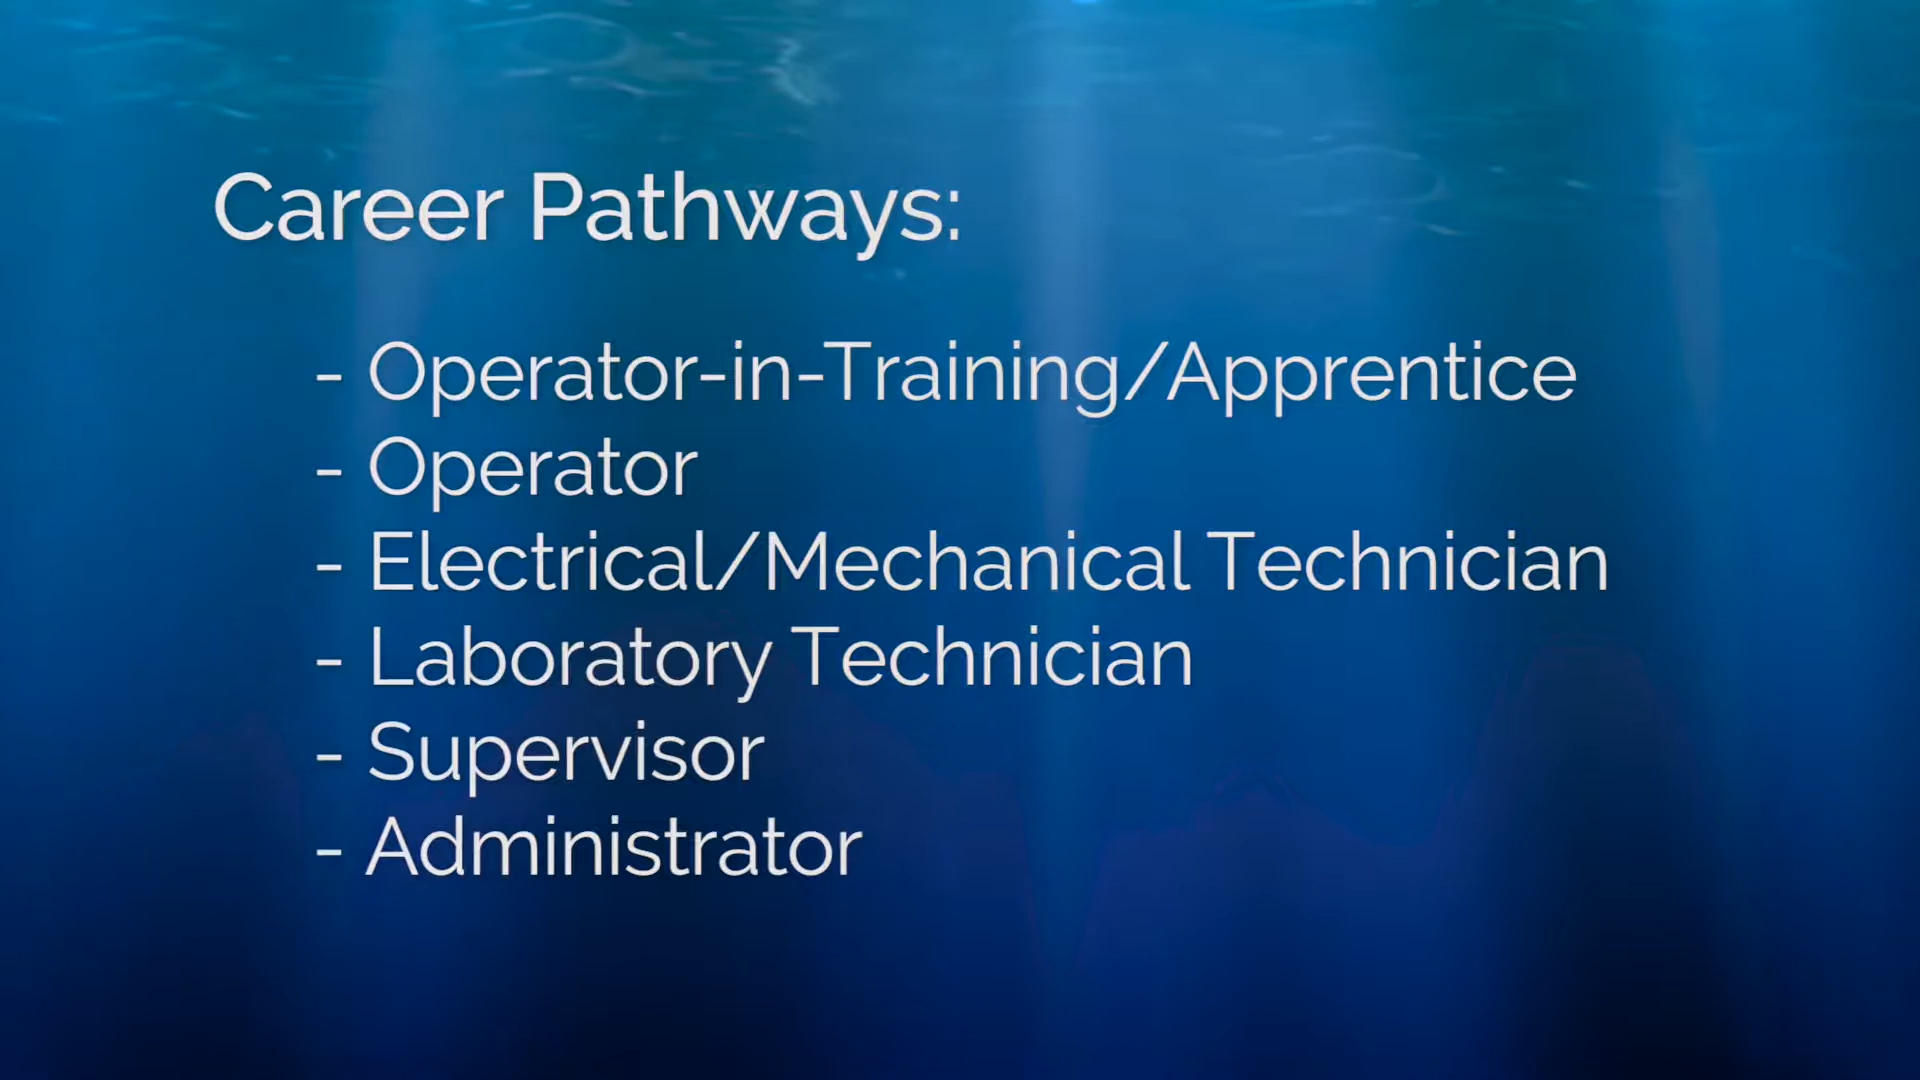 Career Pathways:
- Operator-in-Training/Apprentice
- Operator
- Electrical/Mechanical Technician
- Laboratory Technician
- Supervisor
- Administrator